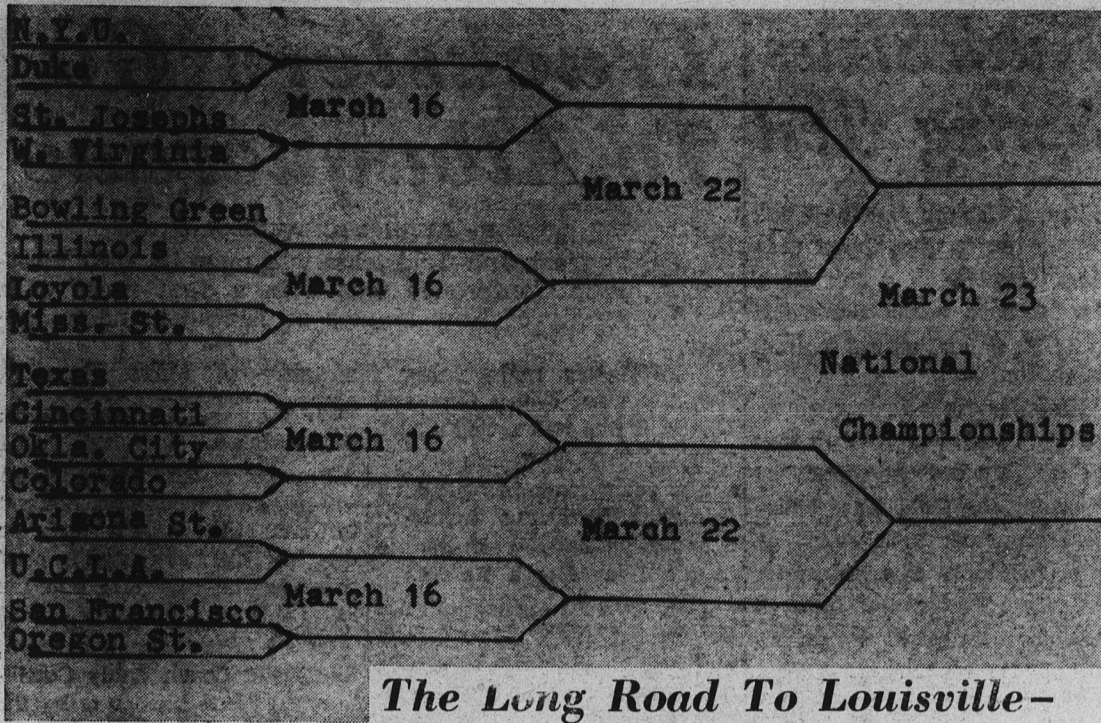 N.Y.U.
Duke
St. Josephs
W. Virginia
Bowling Green
Illinois
Loyola
Miss. St.
Texas
Cincinnati
Okla. City
Colorado
Arizona St.
U.C.L.A.
San Francisco
Oregon St.
March 16
March 16
March 16
March 16
March 22
March 22
March 23
National
Championships
The Long Road To Louisville–